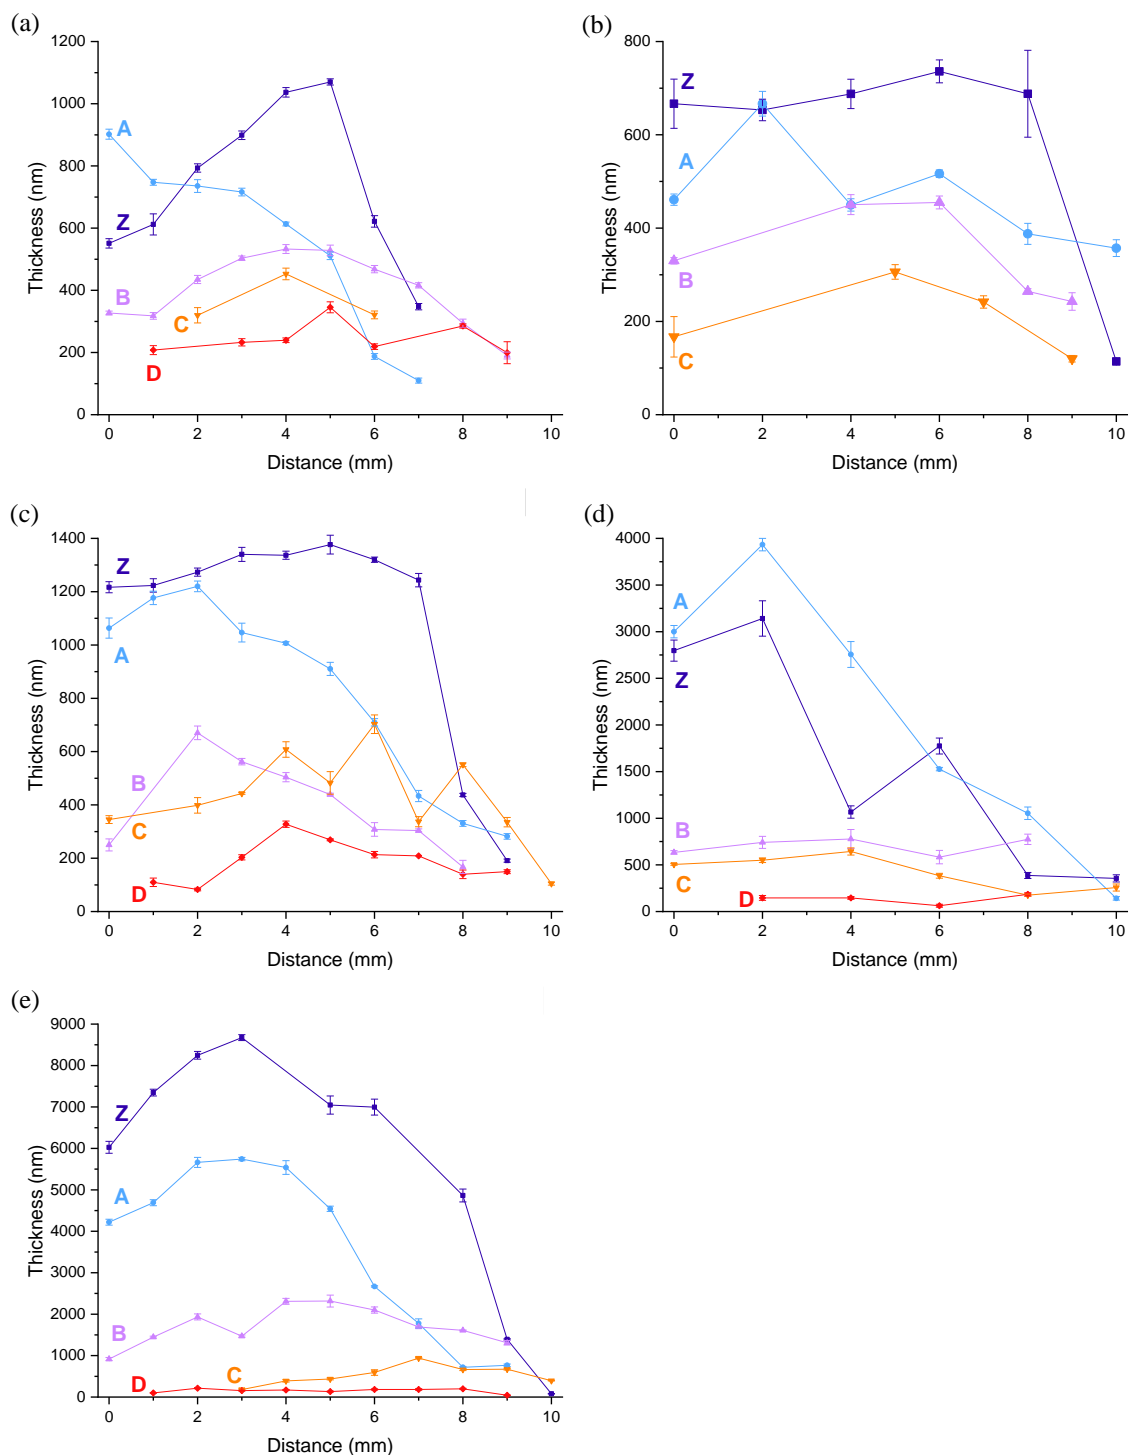 (a)
1200
1000
800
600
400
200
0
Thickness (nm)
A
Z
B
C
D
0 2 4 6 8 10
Distance (mm)
(b)
800
600
400
200
0
Thickness (nm)
Z
A
B
C
0 2 4 6 8 10
Distance (mm)
(c)
1400
1200
1000
800
600
400
200
0
Thickness (nm)
Z
A
B
C
D
0 2 4 6 8 10
Distance (mm)
(d)
4000
3500
3000
2500
2000
1500
1000
500
0
Thickness (nm)
A
Z
B
C
D
0 2 4 6 8 10
Distance (mm)
(e)
9000
8000
7000
6000
5000
4000
3000
2000
1000
0
Thickness (nm)
Z
A
B
C
D
0 2 4 6 8 10
Distance (mm)